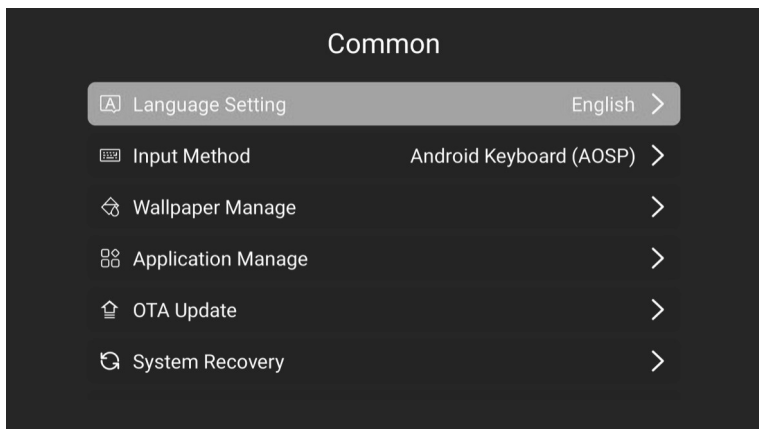 Common
Language Setting English
Input Method Android Keyboard (AOSP)
Wallpaper Manage
Application Manage
OTA Update
System Recovery